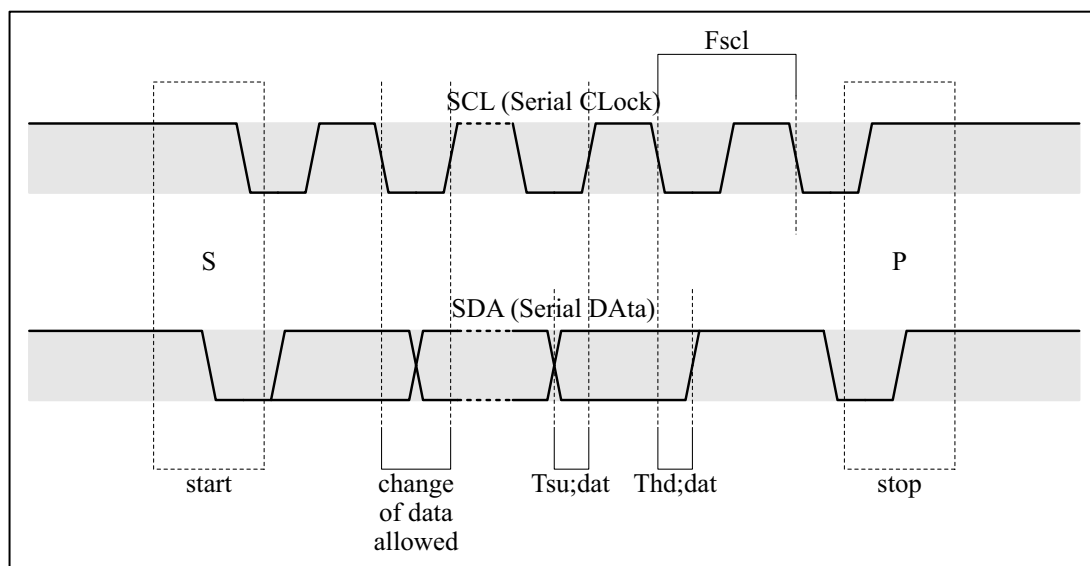 Fscl
SCL (Serial CLock)
S
P
SDA (Serial DAta)
start
change
of data
allowed
Tsu;dat
Thd;dat
stop